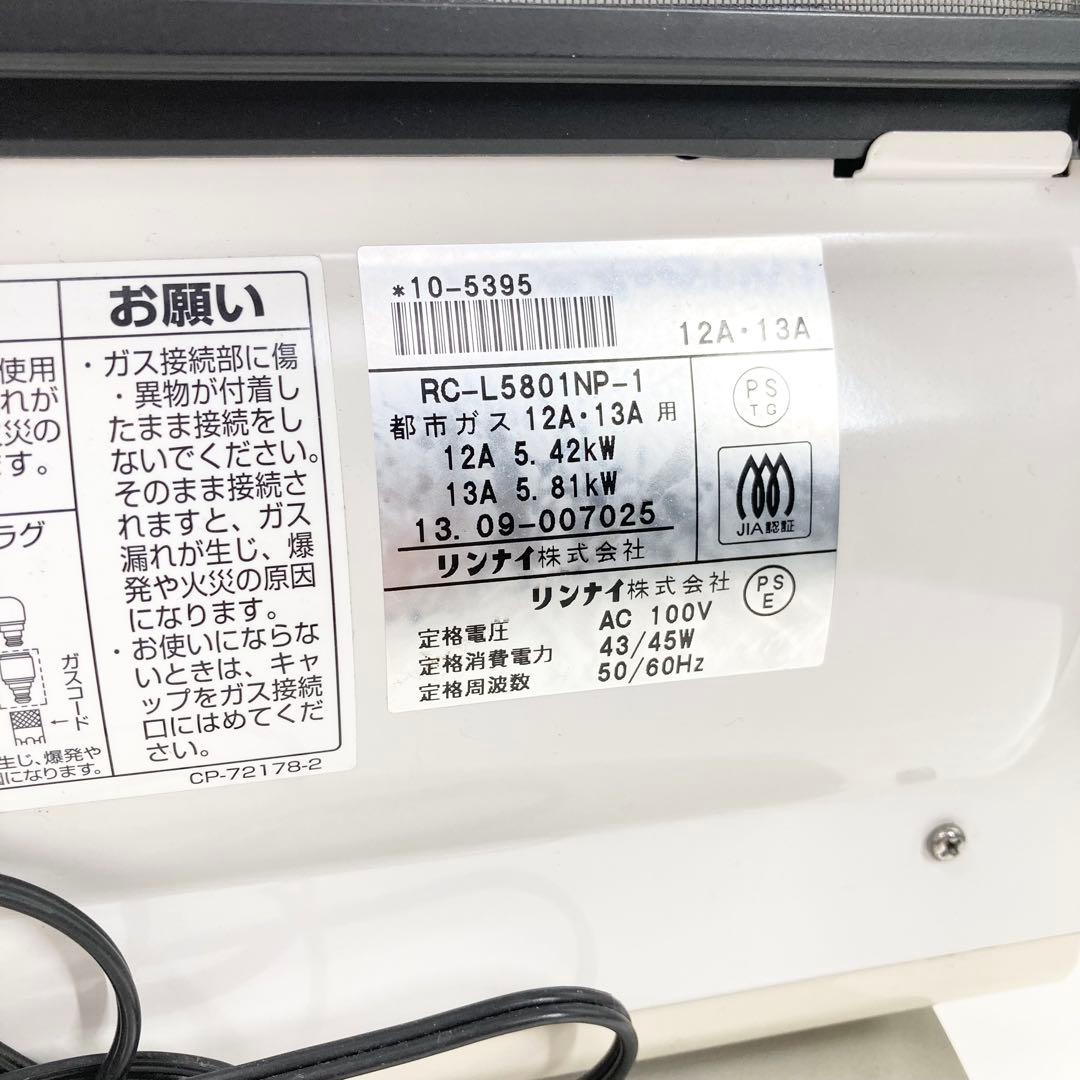 使用
れが
火災の
ます。
ラグ
ガスコード
生じ、爆発や
因になります。
お願い
・ガス接続部に傷
・異物が付着し
たまま接続をし
ないでください。
そのまま接続さ
れますと、ガス
漏れが生じ、爆
発や火災の原因
になります。
・お使いにならな
いときは、キャ
ップをガス接続
口にはめてくだ
さい。
CP-72178-2
*10-5395
12A・13A
RC-L5801NP-1
都市ガス 12A・13A 用
12A 5.42kW
13A 5.81kW
13.09-007025
リンナイ株式会社
PS
TG
JIA認証
リンナイ株式会社
PS
E
定格電圧 AC 100V
定格消費電力 43/45W
定格周波数 50/60Hz